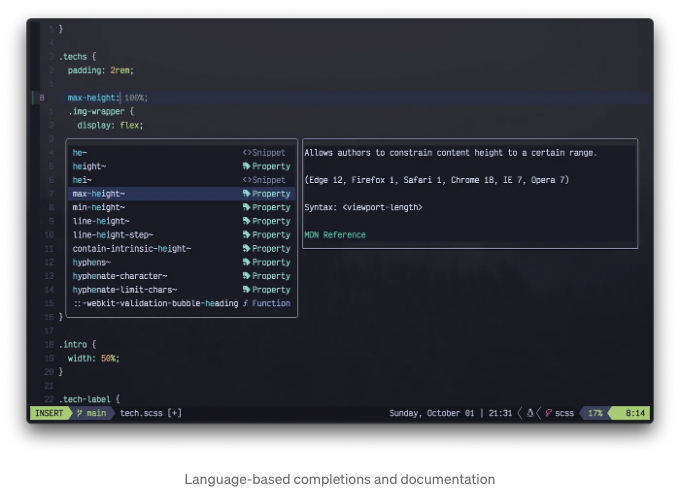 5 }
4
3 .techs {
2 padding: 2rem;
1
8 max-height: 100%;
1 .img-wrapper {
2 display: flex;
3
4 he~ <>Snippet
5 height~ Property
6 hei~ <>Snippet
7 max-height~ Property
8 min-height~ Property
9 line-height~ Property
10 line-height-step~ Property
11 contain-intrinsic-height~ Property
12 hyphens~ Property
13 hyphenate-character~ Property
14 hyphenate-limit-chars~ Property
15 ::-webkit-validation-bubble-heading ƒ Function
Allows authors to constrain content height to a certain range.
(Edge 12, Firefox 1, Safari 1, Chrome 18, IE 7, Opera 7)
Syntax: <viewport-length>
MDN Reference
16 }
17
18 .intro {
19 width: 50%;
20 }
21
22 .tech-label {
INSERT main tech.scss [+] Sunday, October 01 | 21:31 scss 17% 8:14
Language-based completions and documentation